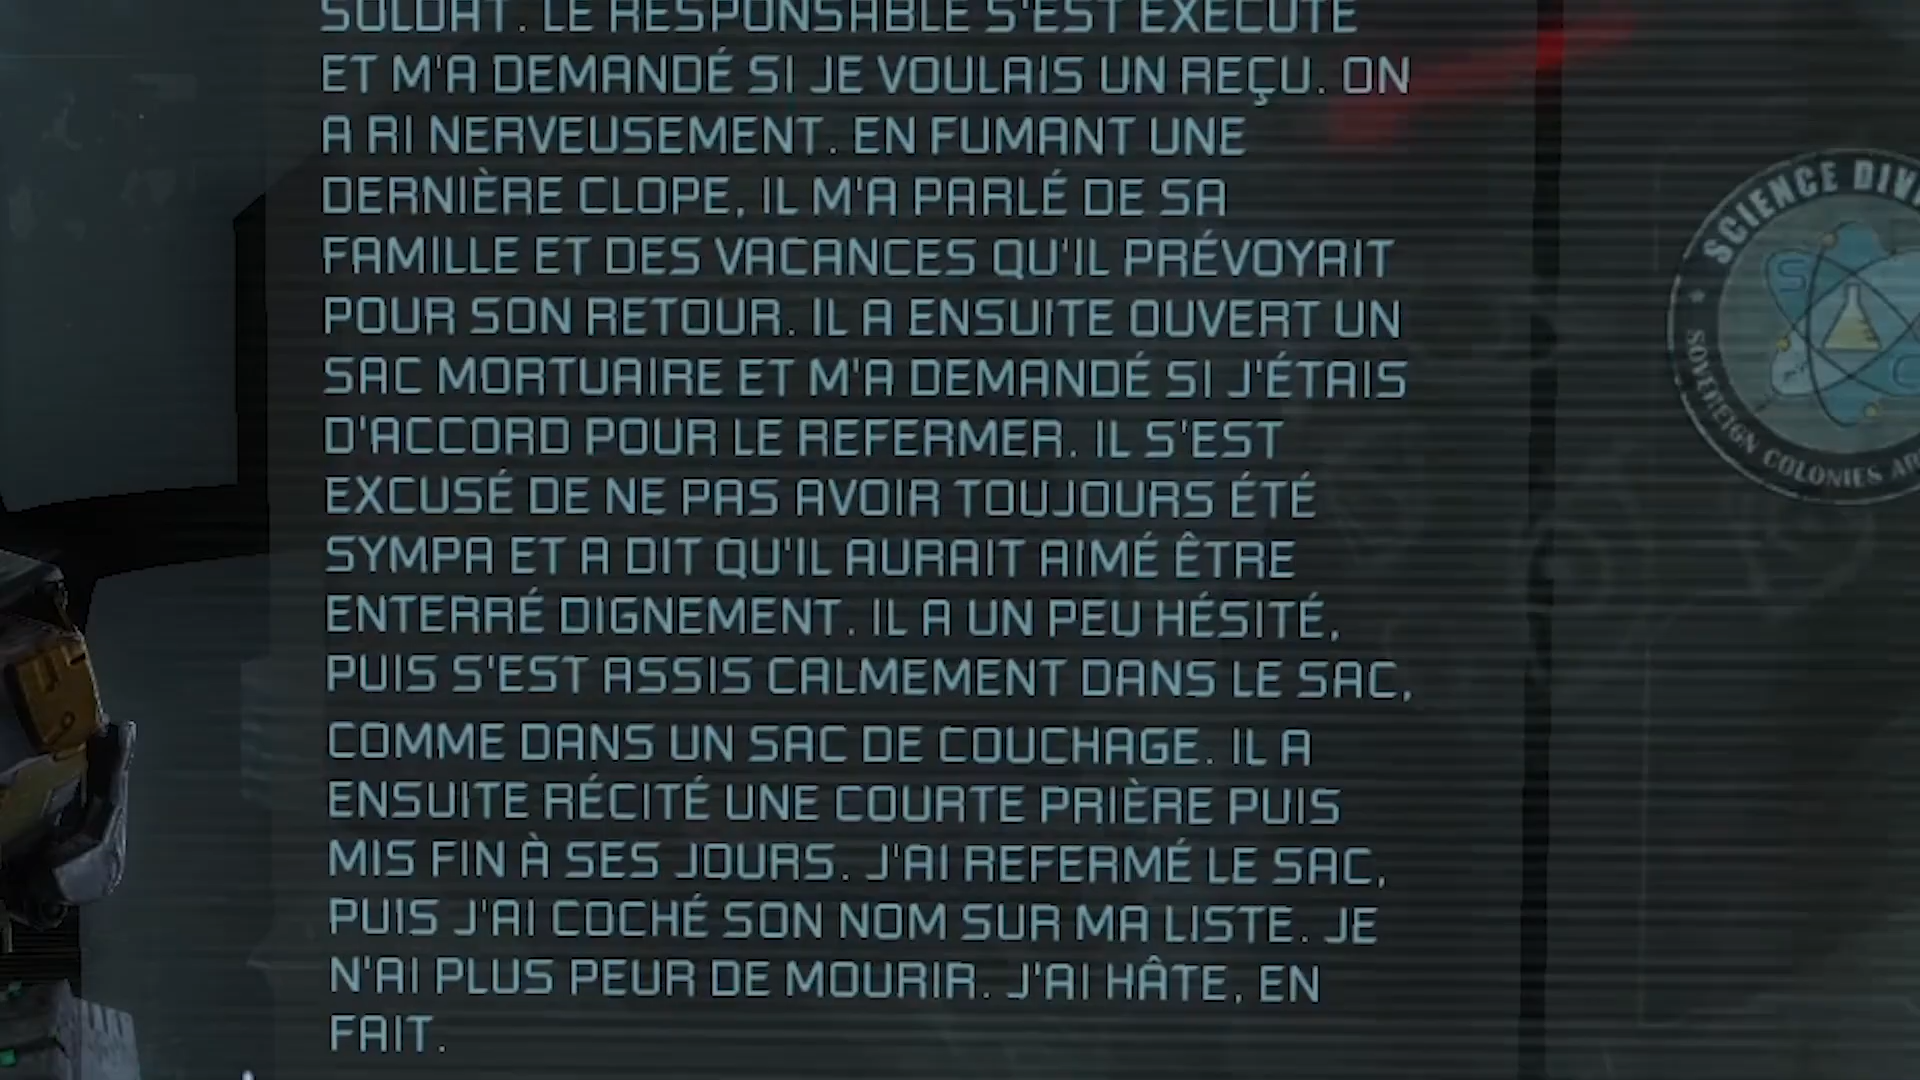 SOLDAT. LE RESPONSABLE S'EST EXÉCUTÉ
ET M'A DEMANDÉ SI JE VOULAIS UN REÇU. ON
A RI NERVEUSEMENT. EN FUMANT UNE
DERNIÈRE CLOPE, IL M'A PARLÉ DE SA
FAMILLE ET DES VACANCES QU'IL PRÉVOYAIT
POUR SON RETOUR. IL A ENSUITE OUVERT UN
SAC MORTUAIRE ET M'A DEMANDÉ SI J'ÉTAIS
D'ACCORD POUR LE REFERMER. IL S'EST
EXCUSÉ DE NE PAS AVOIR TOUJOURS ÉTÉ
SYMPA ET A DIT QU'IL AURAIT AIMÉ ÊTRE
ENTERRÉ DIGNEMENT. IL A UN PEU HÉSITÉ,
PUIS S'EST ASSIS CALMEMENT DANS LE SAC,
COMME DANS UN SAC DE COUCHAGE. IL A
ENSUITE RÉCITÉ UNE COURTE PRIÈRE PUIS
MIS FIN À SES JOURS. J'AI REFERMÉ LE SAC,
PUIS J'AI COCHÉ SON NOM SUR MA LISTE. JE
N'AI PLUS PEUR DE MOURIR. J'AI HÂTE, EN
FAIT.
SCIENCE DIV
S C
SOVEREIGN COLONIES AR